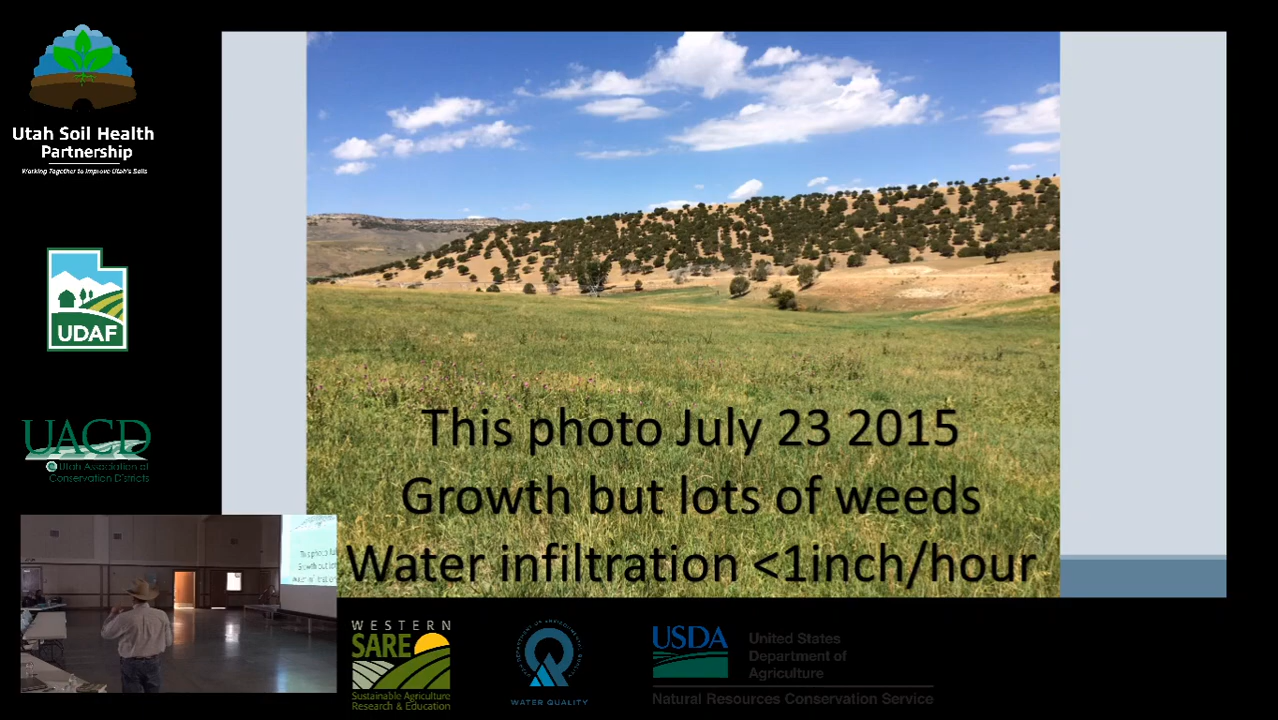 Utah Soil Health
Partnership
Working Together to Improve Utah's Soils
UDAF
UACD
Utah Association of
Conservation Districts
This photo July 23 2015
Growth but lots of weeds
Water infiltration <1inch/hour
WESTERN
SARE
Sustainable Agriculture
Research & Education
WATER QUALITY
USDA
United States
Department of
Agriculture
Natural Resources Conservation Service